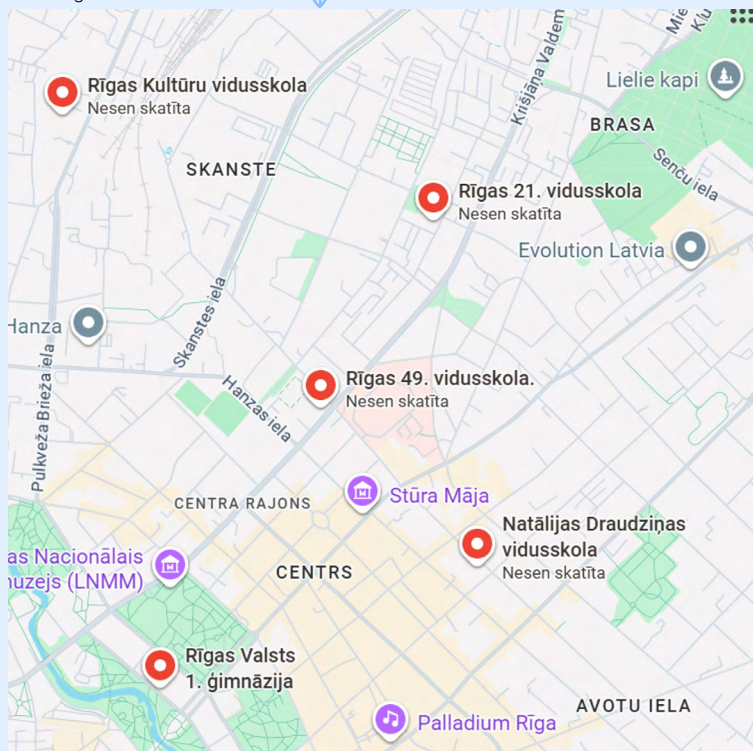 Rīgas Kultūru vidusskola
Nesen skatīta
Krišjāņa Valdem
Lielie kapi
BRASA
SKANSTE
Senču iela
Rīgas 21. vidusskola
Nesen skatīta
Evolution Latvia
Skanstes iela
Hanza
Pulkveža Brieža iela
Hanzas iela
Rīgas 49. vidusskola.
Nesen skatīta
CENTRA RAJONS
Stūra Māja
Natālijas Draudziņas
vidusskola
Nesen skatīta
as Nacionālais
uzejs (LNMM)
CENTRS
Rīgas Valsts
1. ģimnāzija
AVOTU IELA
Palladium Rīga